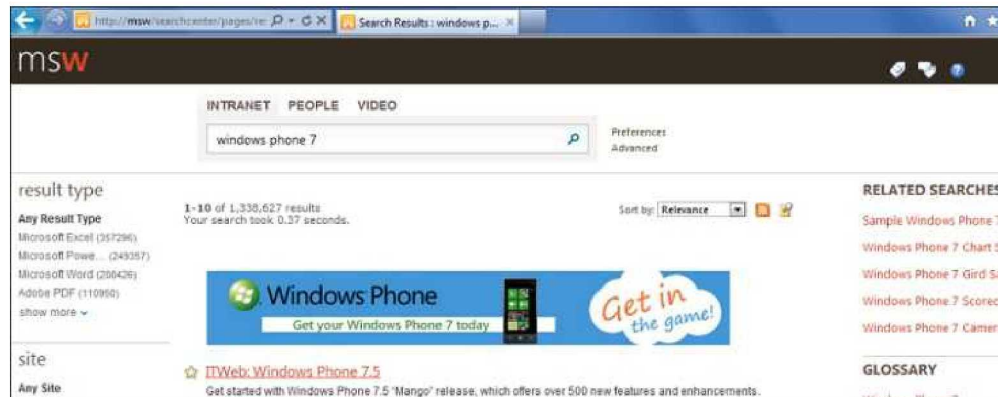 http://msw/searchcenter/pages/re
Search Results : windows p...
msw
INTRANET PEOPLE VIDEO
windows phone 7
Preferences
Advanced
result type
Any Result Type
Microsoft Excel (357296)
Microsoft Powe... (249357)
Microsoft Word (200426)
Adobe PDF (110950)
show more
site
Any Site
1-10 of 1,338,627 results
Your search took 0.37 seconds.
Sort by: Relevance
Windows Phone
Get your Windows Phone 7 today
Get in
the game!
ITWeb: Windows Phone 7.5
Get started with Windows Phone 7.5 "Mango" release, which offers over 500 new features and enhancements.
RELATED SEARCHES
Sample Windows Phone 7
Windows Phone 7 Chart S
Windows Phone 7 Gird Sa
Windows Phone 7 Scorec
Windows Phone 7 Camer
GLOSSARY